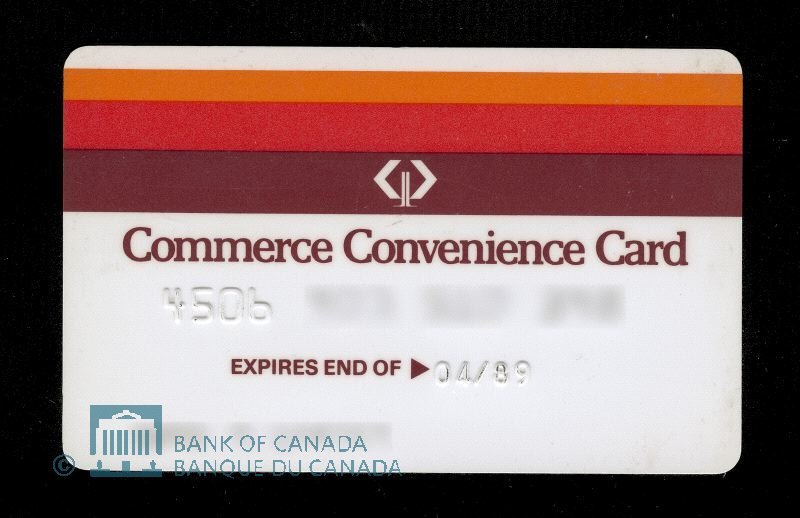 Commerce Convenience Card
4506
EXPIRES END OF ▶ 04/89
BANK OF CANADA
© BANQUE DU CANADA